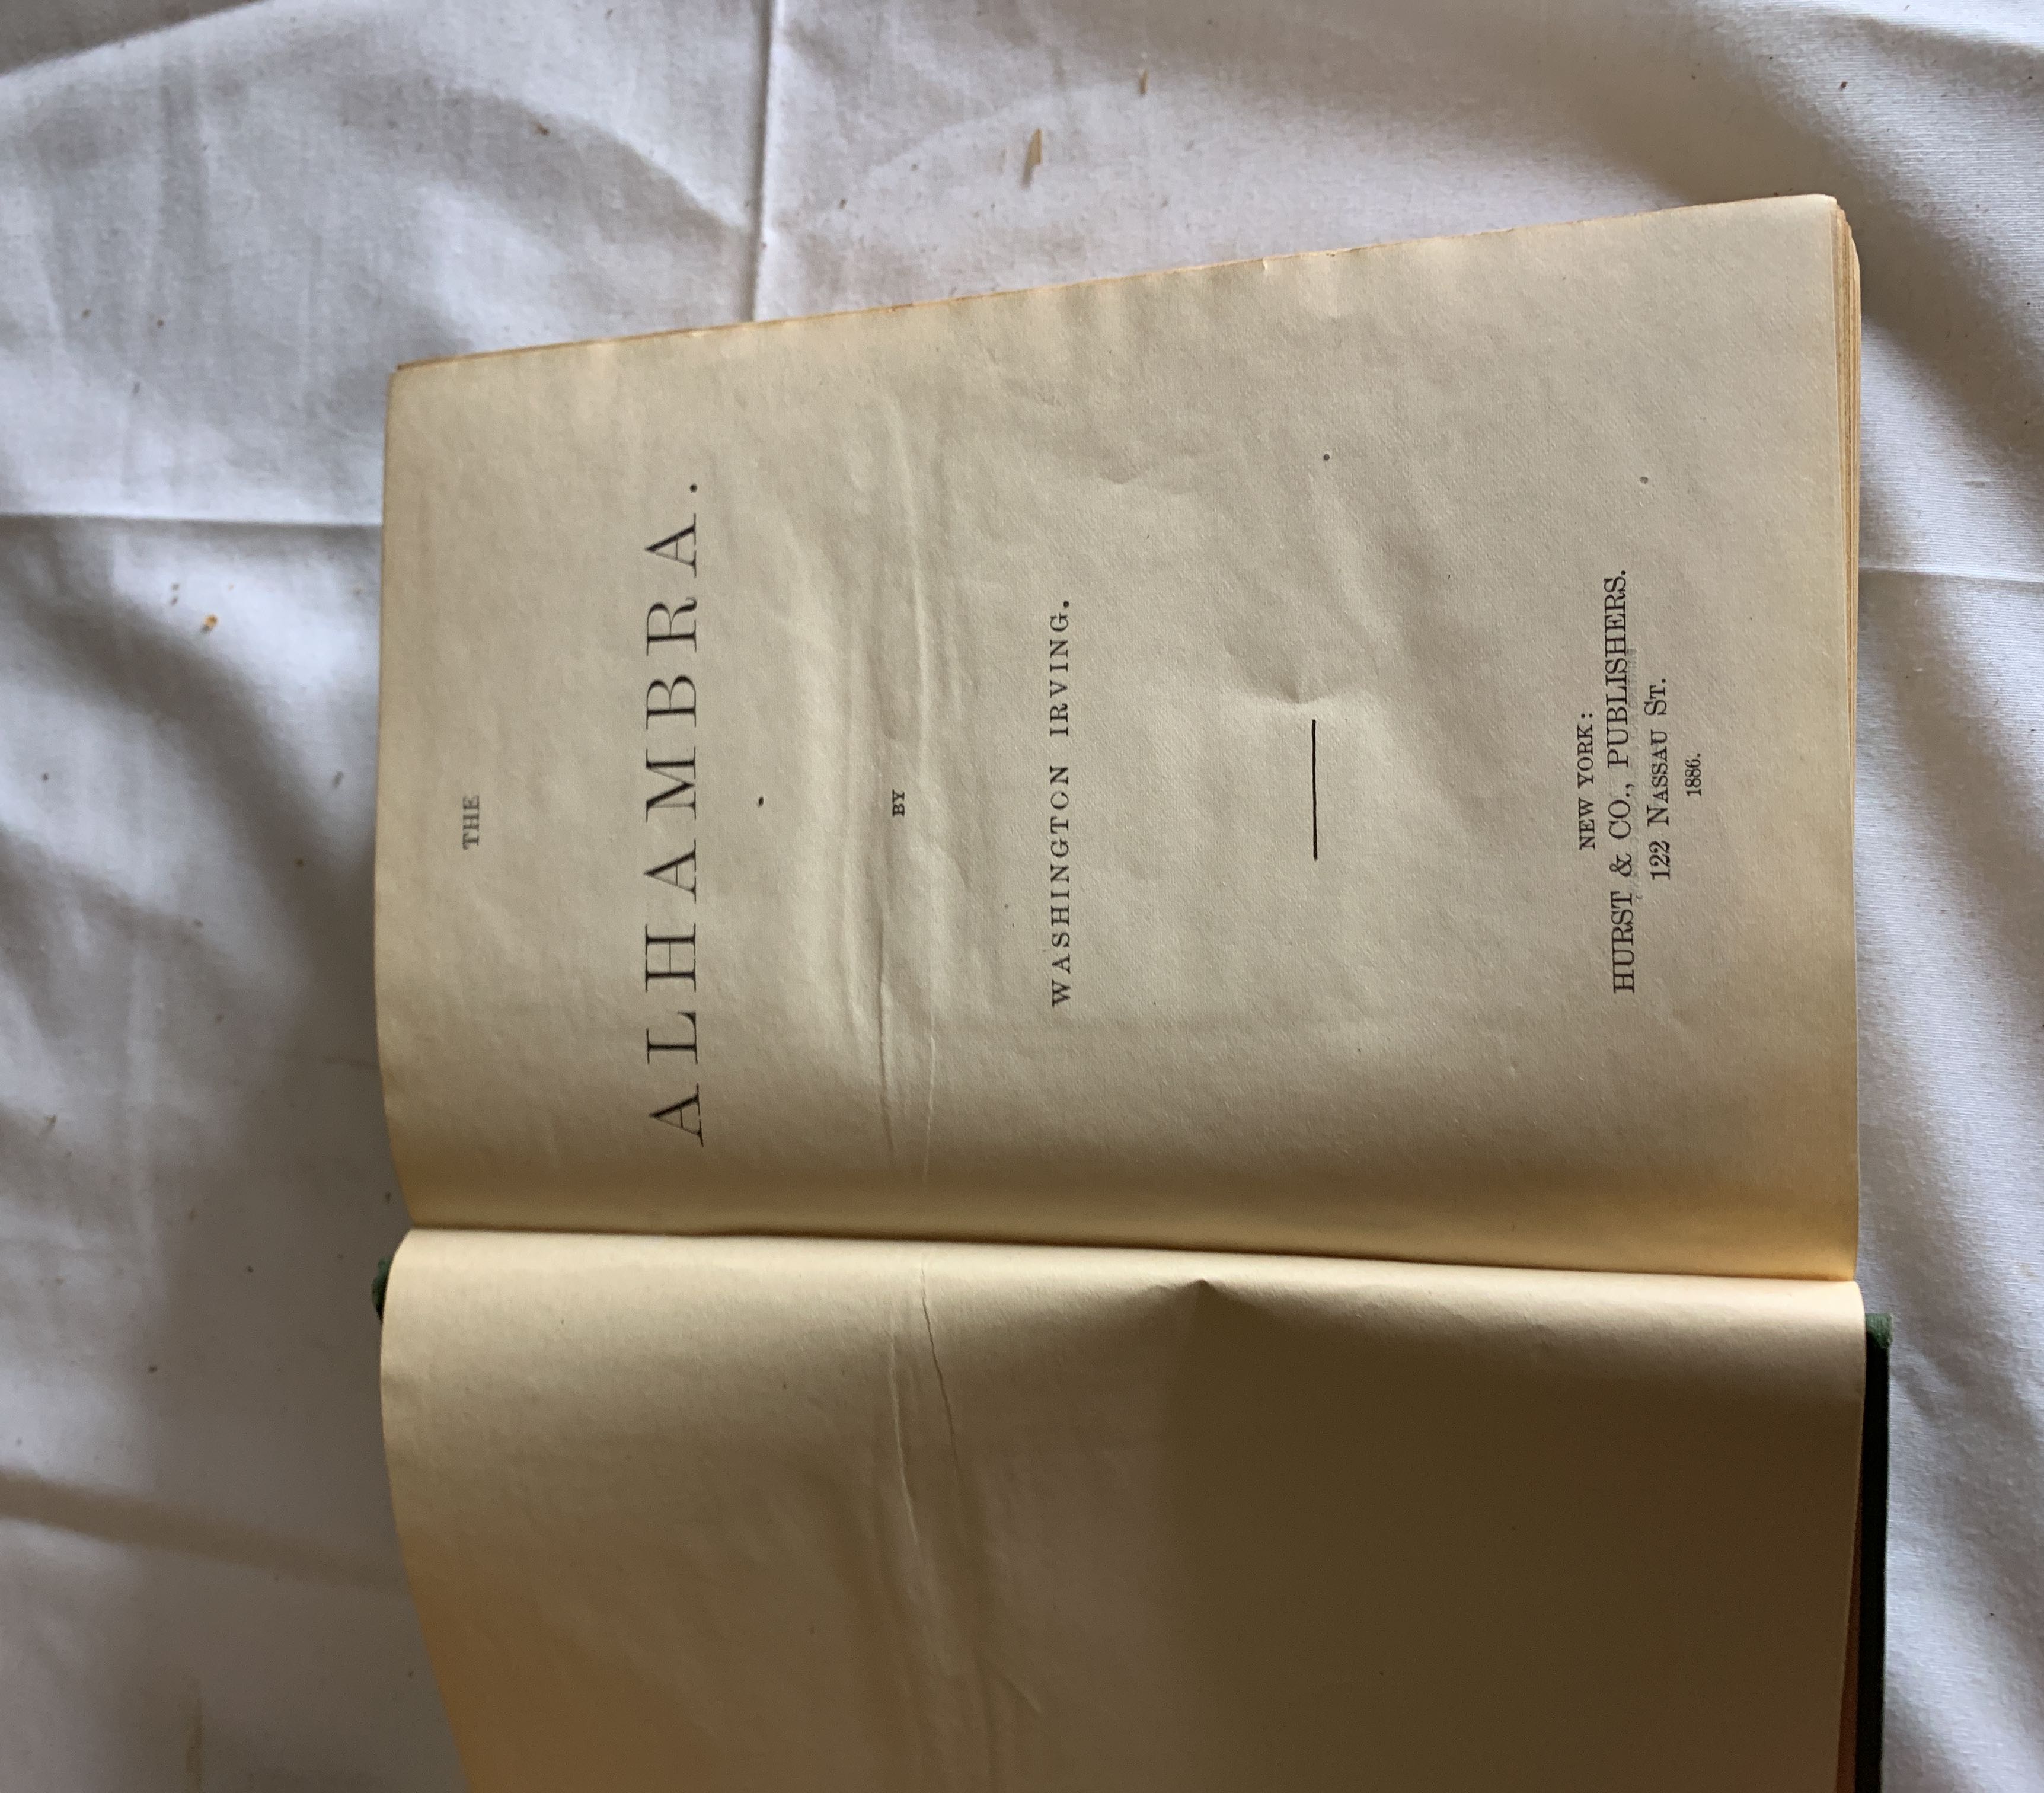 THE
ALHAMBRA.
BY
WASHINGTON IRVING.
NEW YORK:
HURST & CO., PUBLISHERS.
122 NASSAU ST.
1886.